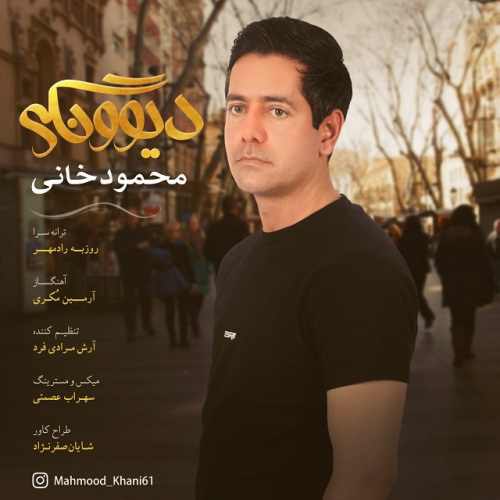 دیوونگی
محمود خانی
ترانه سرا
روزبه رادمهر
آهنگساز
آرمین مُکری
تنظیم کننده
آرش مرادی فرد
میکس و مسترینگ
سهراب عصمتی
طراح کاور
شایان صفرنژاد
Mahmood_Khani61